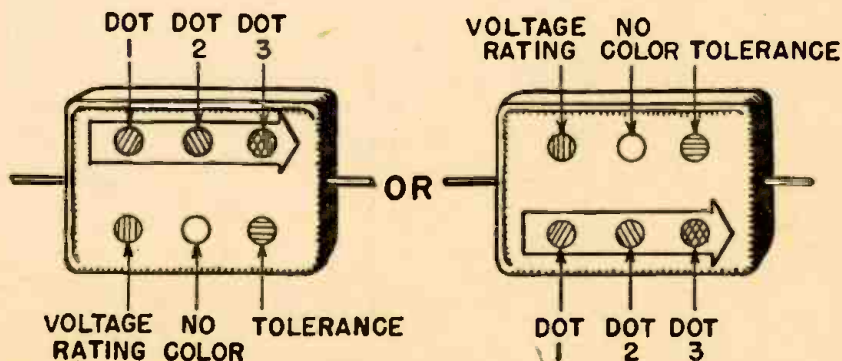 DOT DOT DOT
1 2 3
VOLTAGE NO
RATING COLOR TOLERANCE
OR
VOLTAGE NO TOLERANCE
RATING COLOR
DOT DOT DOT
1 2 3